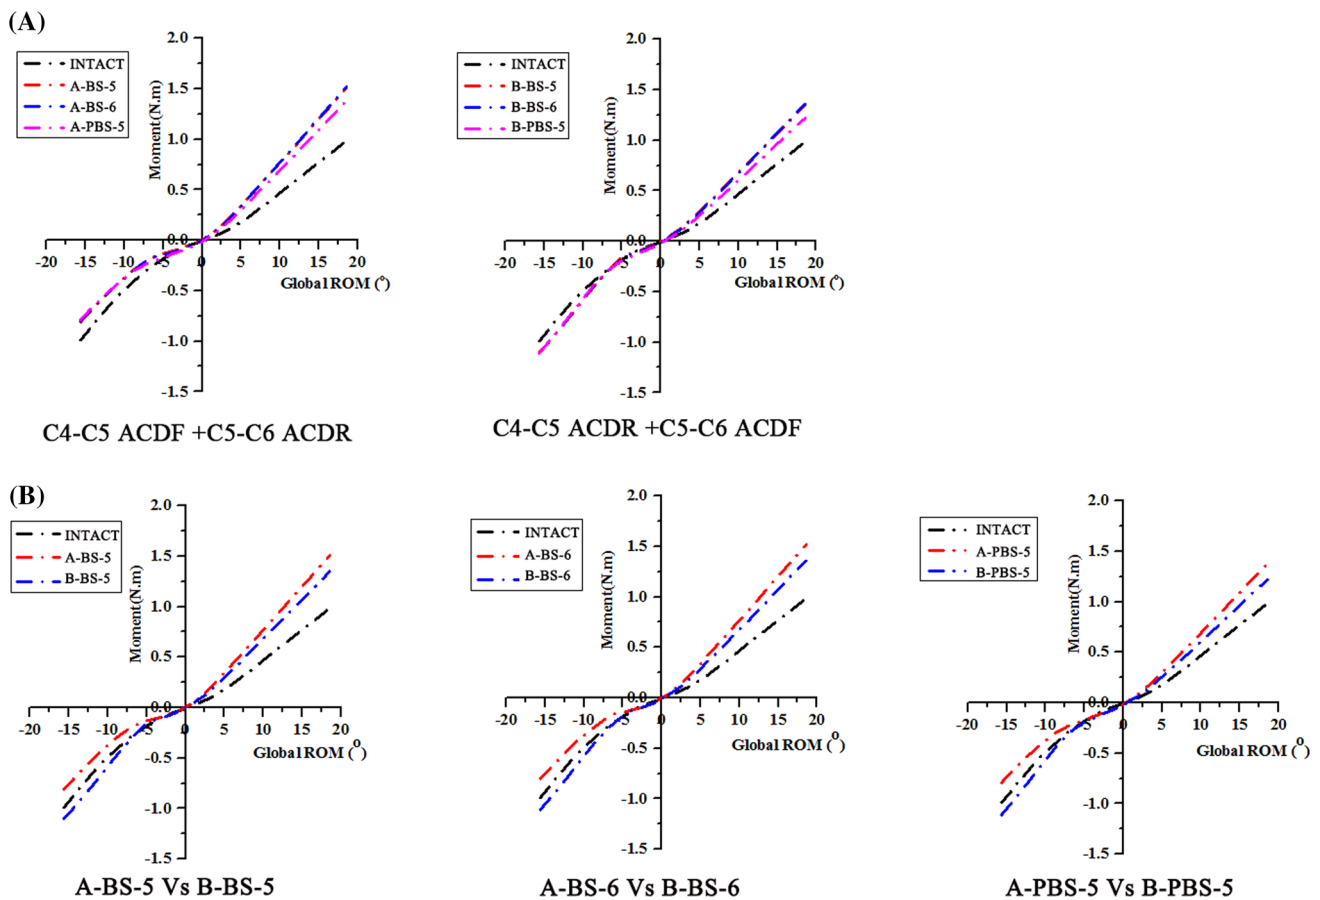 (A)
2.0
1.5
1.0
0.5
0.0
-0.5
-1.0
-1.5
-20 -15 -10 -5 0 5 10 15 20
Moment(N.m)
Global ROM (°)
INTACT
A-BS-5
A-BS-6
A-PBS-5
C4-C5 ACDF +C5-C6 ACDR
2.0
1.5
1.0
0.5
0.0
-0.5
-1.0
-1.5
-20 -15 -10 -5 0 5 10 15 20
Moment(N.m)
Global ROM (°)
INTACT
B-BS-5
B-BS-6
B-PBS-5
C4-C5 ACDR +C5-C6 ACDF
(B)
2.0
1.5
1.0
0.5
0.0
-0.5
-1.0
-1.5
-20 -15 -10 -5 0 5 10 15 20
Moment(N.m)
Global ROM (°)
INTACT
A-BS-5
B-BS-5
A-BS-5 Vs B-BS-5
2.0
1.5
1.0
0.5
0.0
-0.5
-1.0
-1.5
-20 -15 -10 -5 0 5 10 15 20
Moment(N.m)
Global ROM (°)
INTACT
A-BS-6
B-BS-6
A-BS-6 Vs B-BS-6
2.0
1.5
1.0
0.5
0.0
-0.5
-1.0
-1.5
-20 -15 -10 -5 0 5 10 15 20
Moment(N.m)
Global ROM (°)
INTACT
A-PBS-5
B-PBS-5
A-PBS-5 Vs B-PBS-5